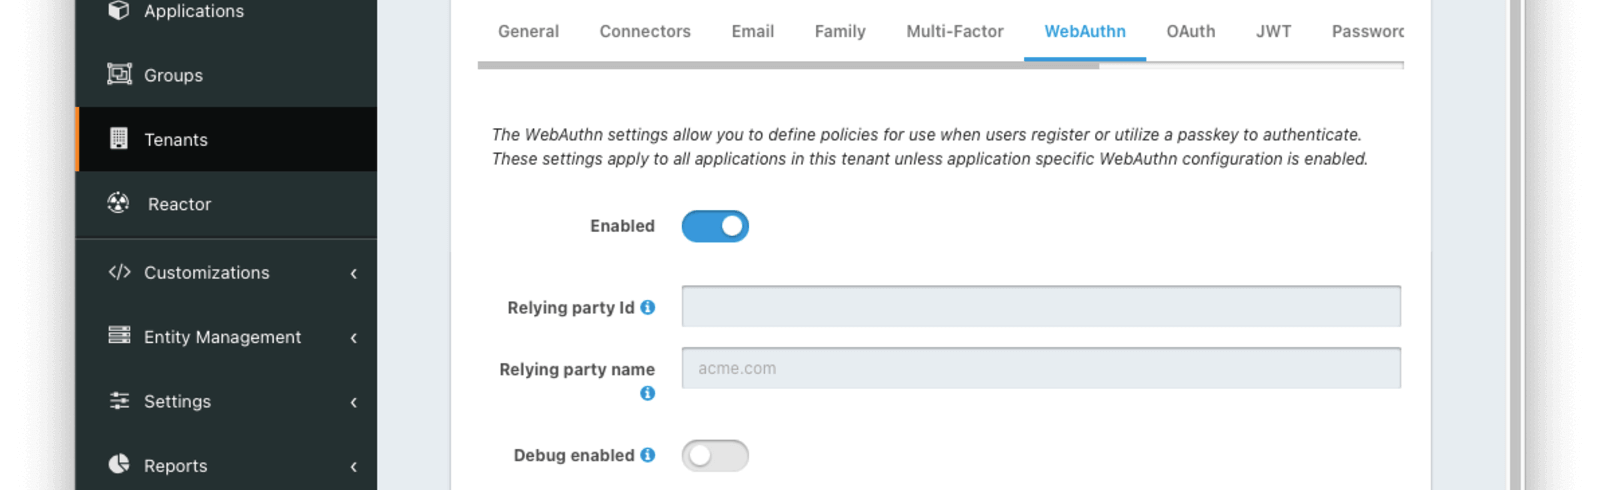 Applications
Groups
Tenants
Reactor
Customizations
Entity Management
Settings
Reports
General Connectors Email Family Multi-Factor WebAuthn OAuth JWT Password
The WebAuthn settings allow you to define policies for use when users register or utilize a passkey to authenticate.
These settings apply to all applications in this tenant unless application specific WebAuthn configuration is enabled.
Enabled
Relying party Id
Relying party name
acme.com
Debug enabled